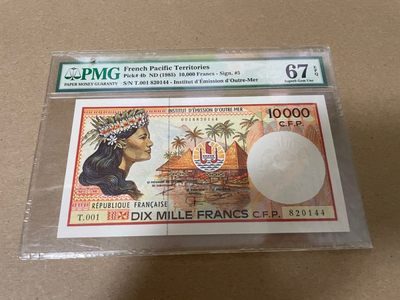 PMG
PAPER MONEY GUARANTY
French Pacific Territories
Pick# 4b ND (1985) 10,000 Francs - Sign. #5
S/N T.001 820144 - Institut d'Émission d'Outre-Mer
67 EPQ
Superb Gem Unc
INSTITUT D'ÉMISSION D'OUTRE-MER
0010820144
10000
C.F.P.
RÉPUBLIQUE FRANÇAISE
T.001
DIX MILLE FRANCS C.F.P.
820144